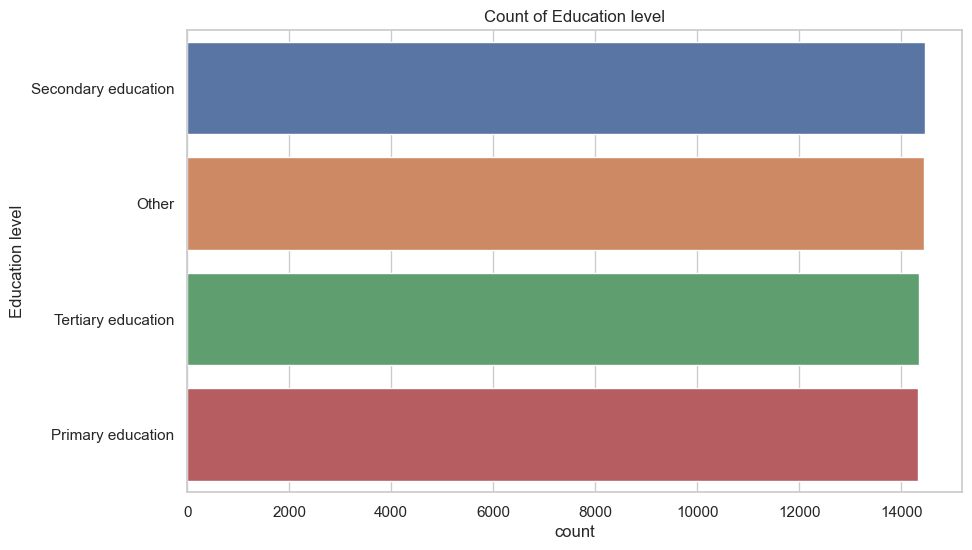 Count of Education level
Secondary education
Other
Tertiary education
Primary education
Education level
0 2000 4000 6000 8000 10000 12000 14000
count